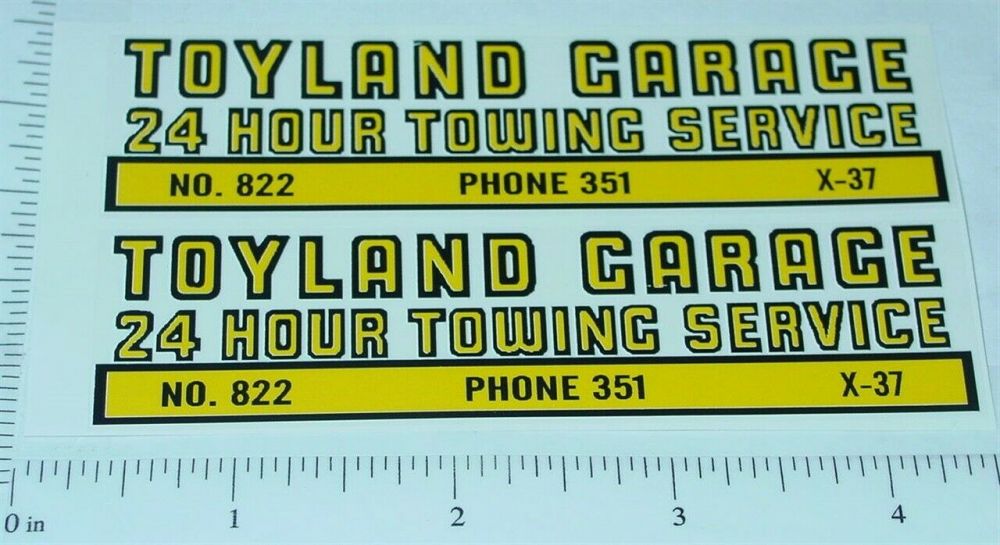 TOYLAND GARAGE
24 HOUR TOWING SERVICE
NO. 822 PHONE 351 X-37
TOYLAND GARAGE
24 HOUR TOWING SERVICE
NO. 822 PHONE 351 X-37
0 in 1 2 3 4